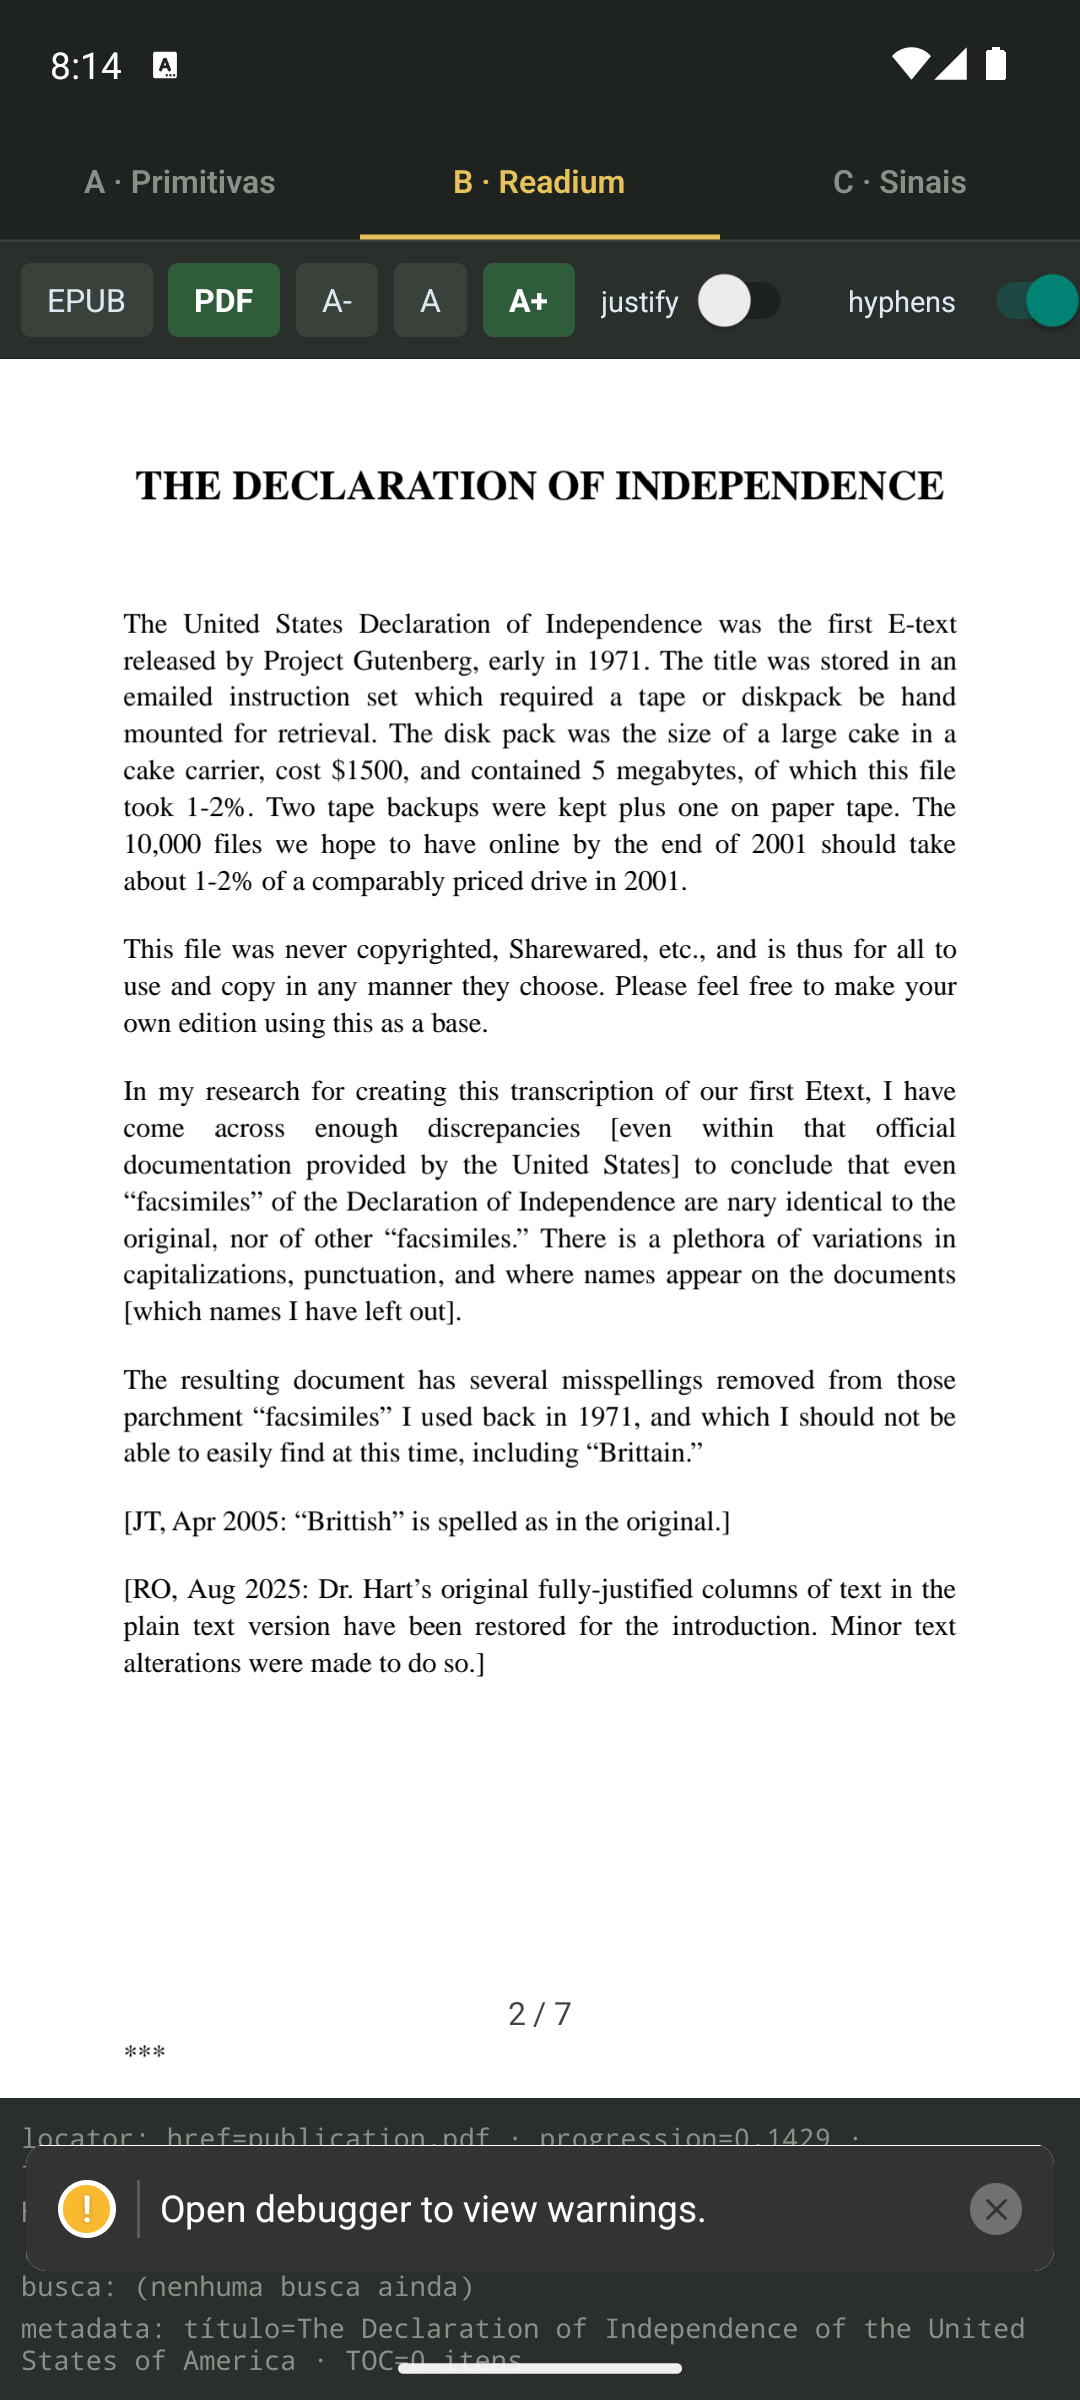 8:14
A · Primitivas
B · Readium
C · Sinais
EPUB
PDF
A-
A
A+
justify
hyphens
THE DECLARATION OF INDEPENDENCE
The United States Declaration of Independence was the first E-text
released by Project Gutenberg, early in 1971. The title was stored in an
emailed instruction set which required a tape or diskpack be hand
mounted for retrieval. The disk pack was the size of a large cake in a
cake carrier, cost $1500, and contained 5 megabytes, of which this file
took 1-2%. Two tape backups were kept plus one on paper tape. The
10,000 files we hope to have online by the end of 2001 should take
about 1-2% of a comparably priced drive in 2001.
This file was never copyrighted, Sharewared, etc., and is thus for all to
use and copy in any manner they choose. Please feel free to make your
own edition using this as a base.
In my research for creating this transcription of our first Etext, I have
come across enough discrepancies [even within that official
documentation provided by the United States] to conclude that even
“facsimiles” of the Declaration of Independence are nary identical to the
original, nor of other “facsimiles.” There is a plethora of variations in
capitalizations, punctuation, and where names appear on the documents
[which names I have left out].
The resulting document has several misspellings removed from those
parchment “facsimiles” I used back in 1971, and which I should not be
able to easily find at this time, including “Brittain.”
[JT, Apr 2005: “Brittish” is spelled as in the original.]
[RO, Aug 2025: Dr. Hart’s original fully-justified columns of text in the
plain text version have been restored for the introduction. Minor text
alterations were made to do so.]
2 / 7
***
locator: href=publication.pdf · progression=0.1429 ·
Open debugger to view warnings.
busca: (nenhuma busca ainda)
metadata: título=The Declaration of Independence of the United
States of America · TOC=0 itens